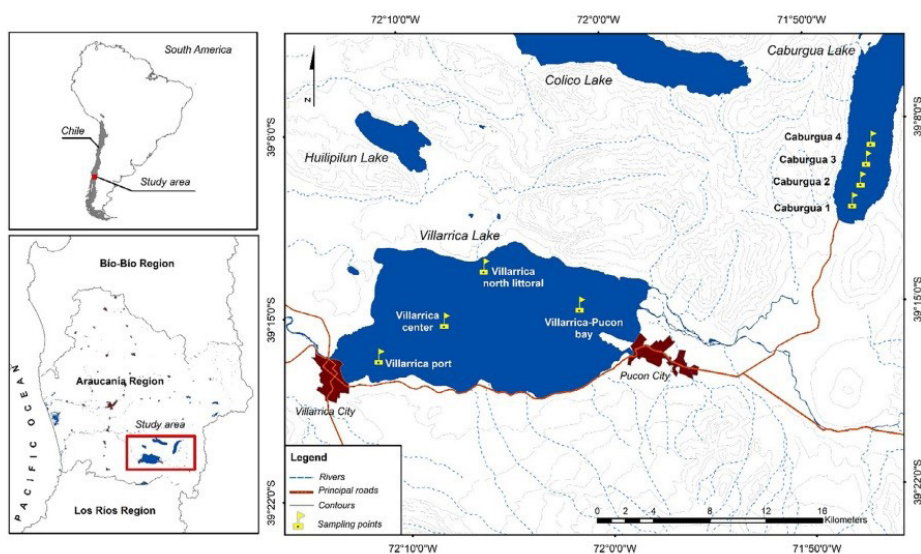 South America
Chile
Study area
Bío-Bío Region
Araucanía Region
Study area
PACIFIC OCEAN
Los Ríos Region
72°10'0"W
72°0'0"W
71°50'0"W
Caburgua Lake
Colico Lake
N
39°8'0"S
39°8'0"S
Huilipilun Lake
Caburgua 4
Caburgua 3
Caburgua 2
Caburgua 1
Villarrica Lake
Villarrica
north littoral
Villarrica
center
Villarrica-Pucon
bay
39°15'0"S
39°15'0"S
Villarrica port
Pucon City
Villarrica City
Legend
Rivers
Principal roads
Contours
Sampling points
39°22'0"S
39°22'0"S
0 2 4 8 12 16
Kilometers
72°10'0"W
72°0'0"W
71°50'0"W